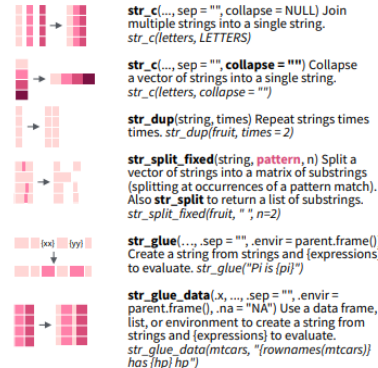 str_c(..., sep = "", collapse = NULL) Join
multiple strings into a single string.
str_c(letters, LETTERS)
str_c(..., sep = "", collapse = "") Collapse
a vector of strings into a single string.
str_c(letters, collapse = "")
str_dup(string, times) Repeat strings times
times. str_dup(fruit, times = 2)
str_split_fixed(string, pattern, n) Split a
vector of strings into a matrix of substrings
(splitting at occurrences of a pattern match).
Also str_split to return a list of substrings.
str_split_fixed(fruit, " ", n=2)
{xx} {yy}
str_glue(…, .sep = "", .envir = parent.frame()
Create a string from strings and {expressions
to evaluate. str_glue("Pi is {pi}")
str_glue_data(.x, ..., .sep = "", .envir =
parent.frame(), .na = "NA") Use a data frame,
list, or environment to create a string from
strings and {expressions} to evaluate.
str_glue_data(mtcars, "{rownames(mtcars)}
has {hp} hp")